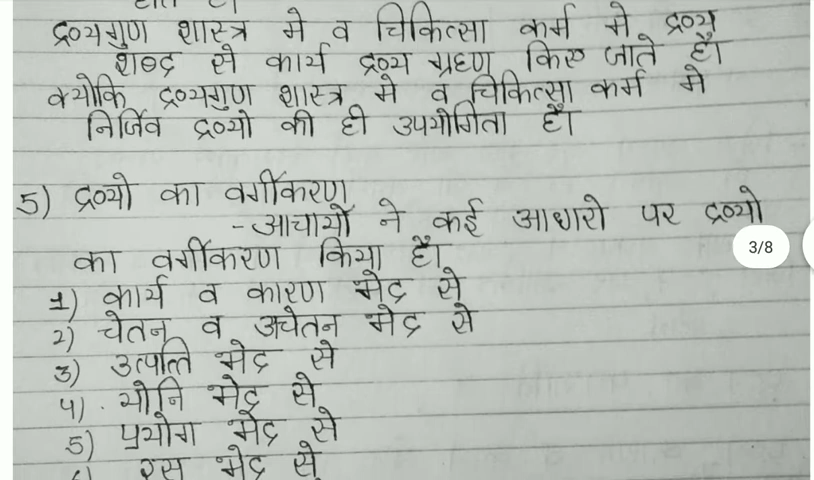 द्रव्यगुण शास्त्र मे व चिकित्सा कर्म मे द्रव्य
शब्द से कार्य द्रव्य ग्रहण किए जाते है।
क्योकि द्रव्यगुण शास्त्र मे व चिकित्सा कर्म मे
निर्जिव द्रव्यो की ही उपयोगिता है।
5) द्रव्यो का वर्गीकरण
- आचार्यो ने कई आधारो पर द्रव्यो
का वर्गीकरण किया है।
3/8
1) कार्य व कारण भेद से
2) चेतन व अचेतन भेद से
3) उत्पत्ति भेद से
4) योनि भेद से
5) प्रयोग भेद से
6) रस भेद से